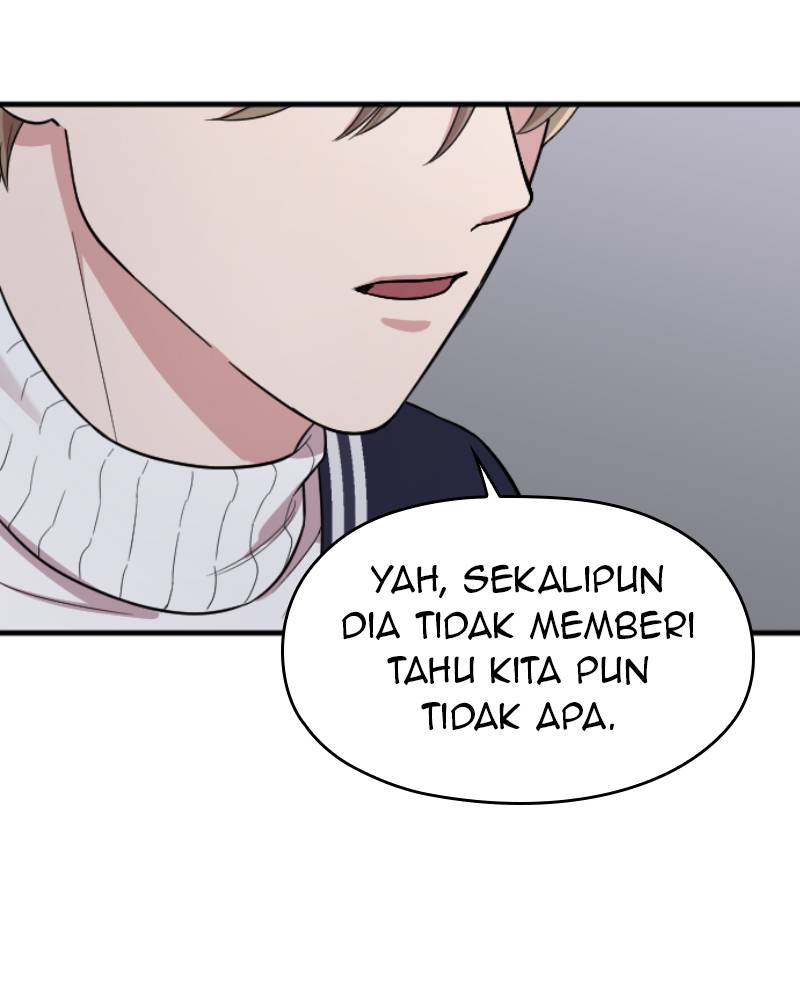 YAH, SEKALIPUN
DIA TIDAK MEMBERI
TAHU KITA PUN
TIDAK APA.